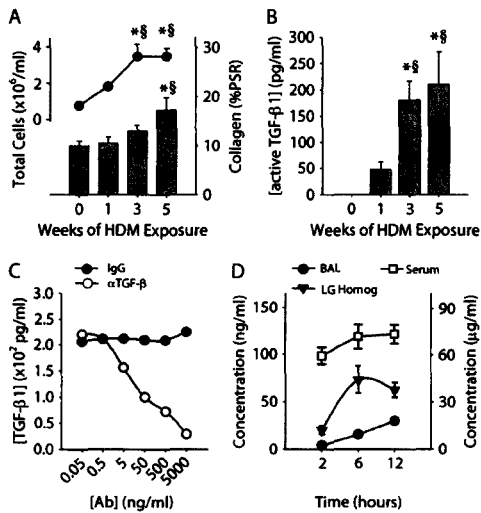 A
Total Cells (x10⁶/ml)
4
2
0
*§
*§
*§
30
20
10
0
Collagen (%PSR)
0 1 3 5
Weeks of HDM Exposure
B
[active TGF-β1] (pg/ml)
300
250
200
150
100
50
0
*§
*§
0 1 3 5
Weeks of HDM Exposure
C
IgG
αTGF-β
[TGF-β1] (x10² pg/ml)
3.0
2.5
2.0
1.5
1.0
0.5
0.0
0.05 0.5 5 50 500 5000
[Ab] (ng/ml)
D
BAL Serum
LG Homog
Concentration (ng/ml)
150
100
50
0
90
60
30
0
Concentration (μg/ml)
2 6 12
Time (hours)